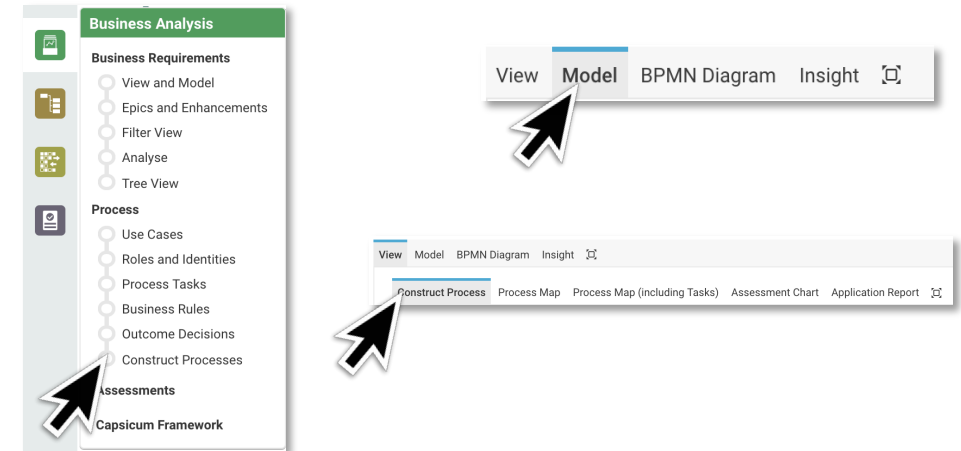 Business Analysis
Business Requirements
View and Model
Epics and Enhancements
Filter View
Analyse
Tree View
Process
Use Cases
Roles and Identities
Process Tasks
Business Rules
Outcome Decisions
Construct Processes
Assessments
Capsicum Framework
View Model BPMN Diagram Insight
View Model BPMN Diagram Insight
Construct Process Process Map Process Map (including Tasks) Assessment Chart Application Report